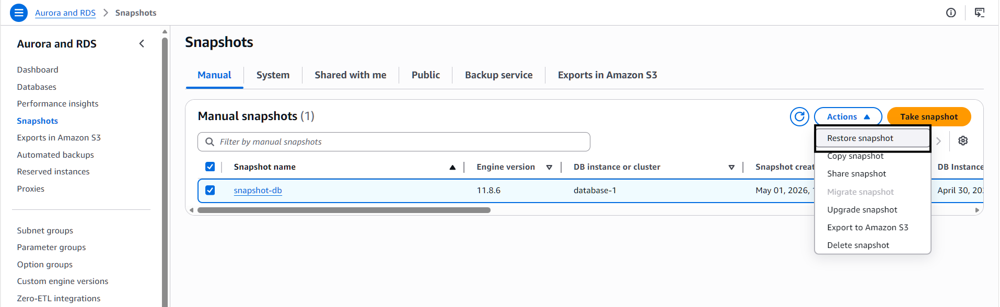 Aurora and RDS > Snapshots
Aurora and RDS
Dashboard
Databases
Performance insights
Snapshots
Exports in Amazon S3
Automated backups
Reserved instances
Proxies
Subnet groups
Parameter groups
Option groups
Custom engine versions
Zero-ETL integrations
Snapshots
Manual
System
Shared with me
Public
Backup service
Exports in Amazon S3
Manual snapshots (1)
Actions
Take snapshot
Filter by manual snapshots
Restore snapshot
Copy snapshot
Share snapshot
Migrate snapshot
Upgrade snapshot
Export to Amazon S3
Delete snapshot
Snapshot name Engine version DB instance or cluster Snapshot creat DB Instance
snapshot-db 11.8.6 database-1 May 01, 2026, April 30, 20